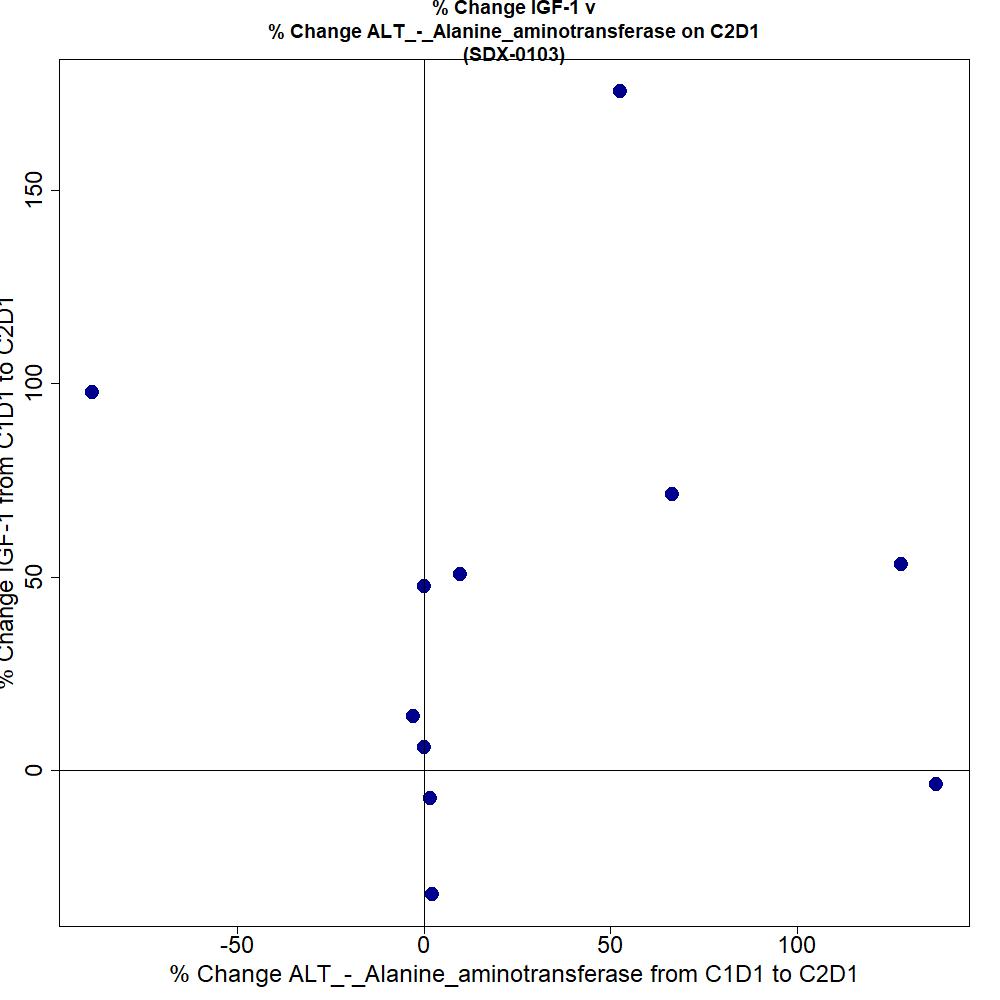 % Change IGF-1 v
% Change ALT_-_Alanine_aminotransferase on C2D1
(SDX-0103)
% Change IGF-1 from C1D1 to C2D1
150
100
50
0
-50
0
50
100
% Change ALT_-_Alanine_aminotransferase from C1D1 to C2D1